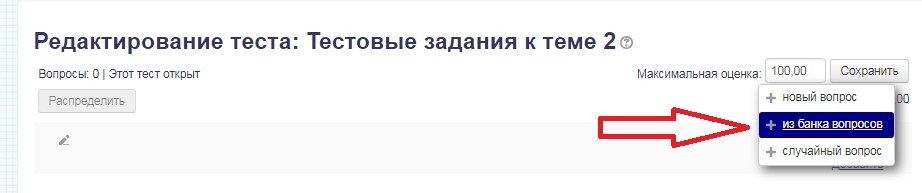 Редактирование теста: Тестовые задания к теме 2
Вопросы: 0 | Этот тест открыт
Максимальная оценка: 100,00 Сохранить
Распределить
новый вопрос
из банка вопросов
случайный вопрос